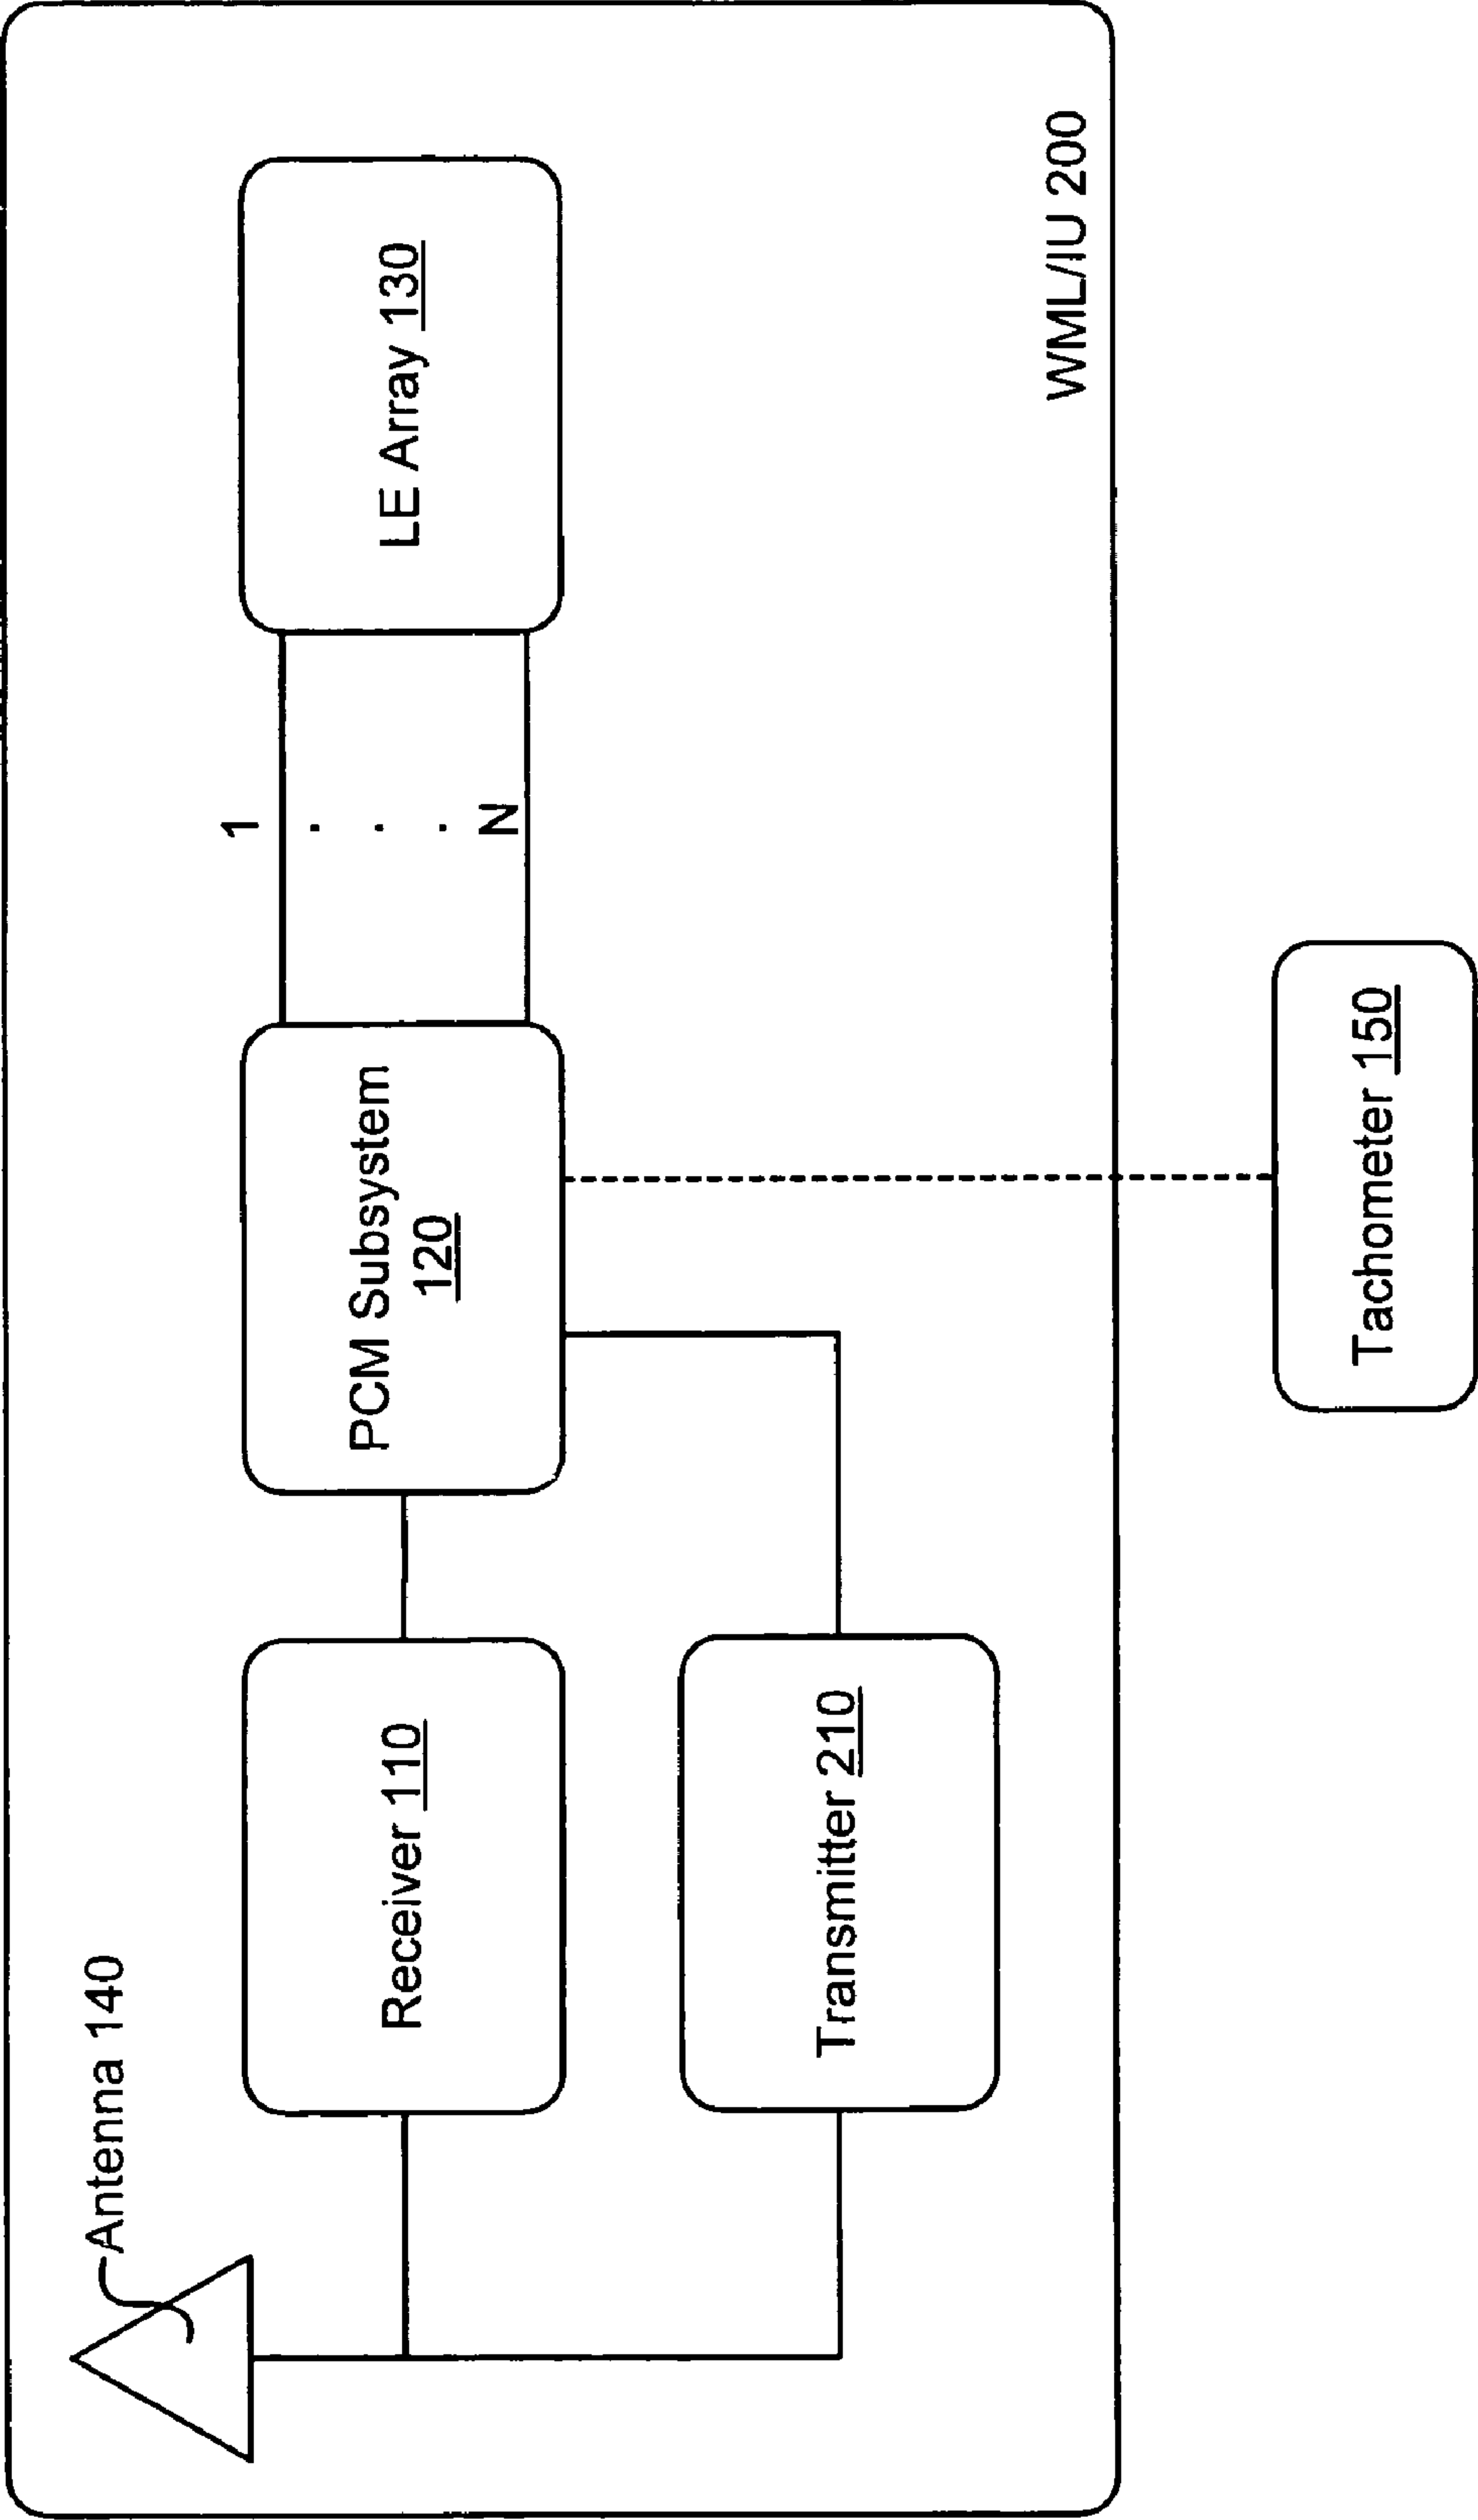 Antenna 140
Receiver 110
PCM Subsystem
120
1
.
.
.
N
LE Array 130
Transmitter 210
WML/IU 200
Tachometer 150